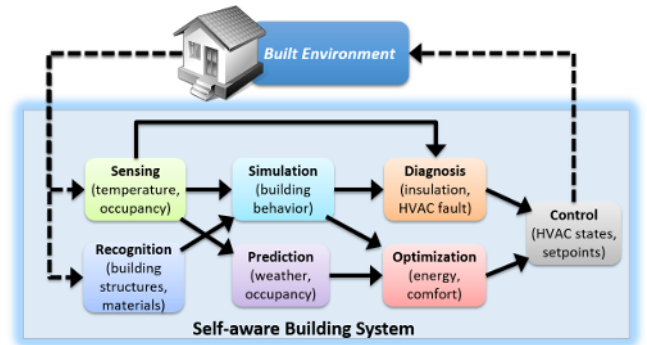 Built Environment
Sensing
(temperature,
occupancy)
Simulation
(building
behavior)
Diagnosis
(insulation,
HVAC fault)
Control
(HVAC states,
setpoints)
Recognition
(building
structures,
materials)
Prediction
(weather,
occupancy)
Optimization
(energy,
comfort)
Self-aware Building System